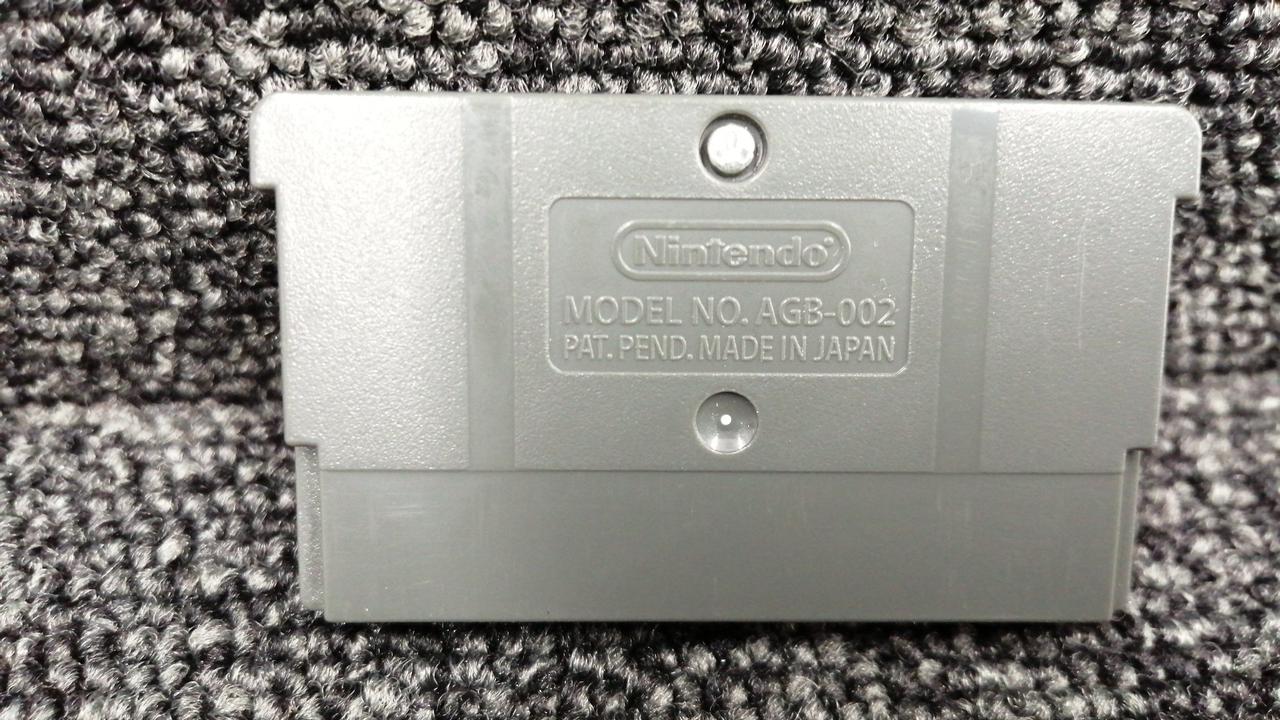 Nintendo
MODEL NO. AGB-002
PAT. PEND. MADE IN JAPAN